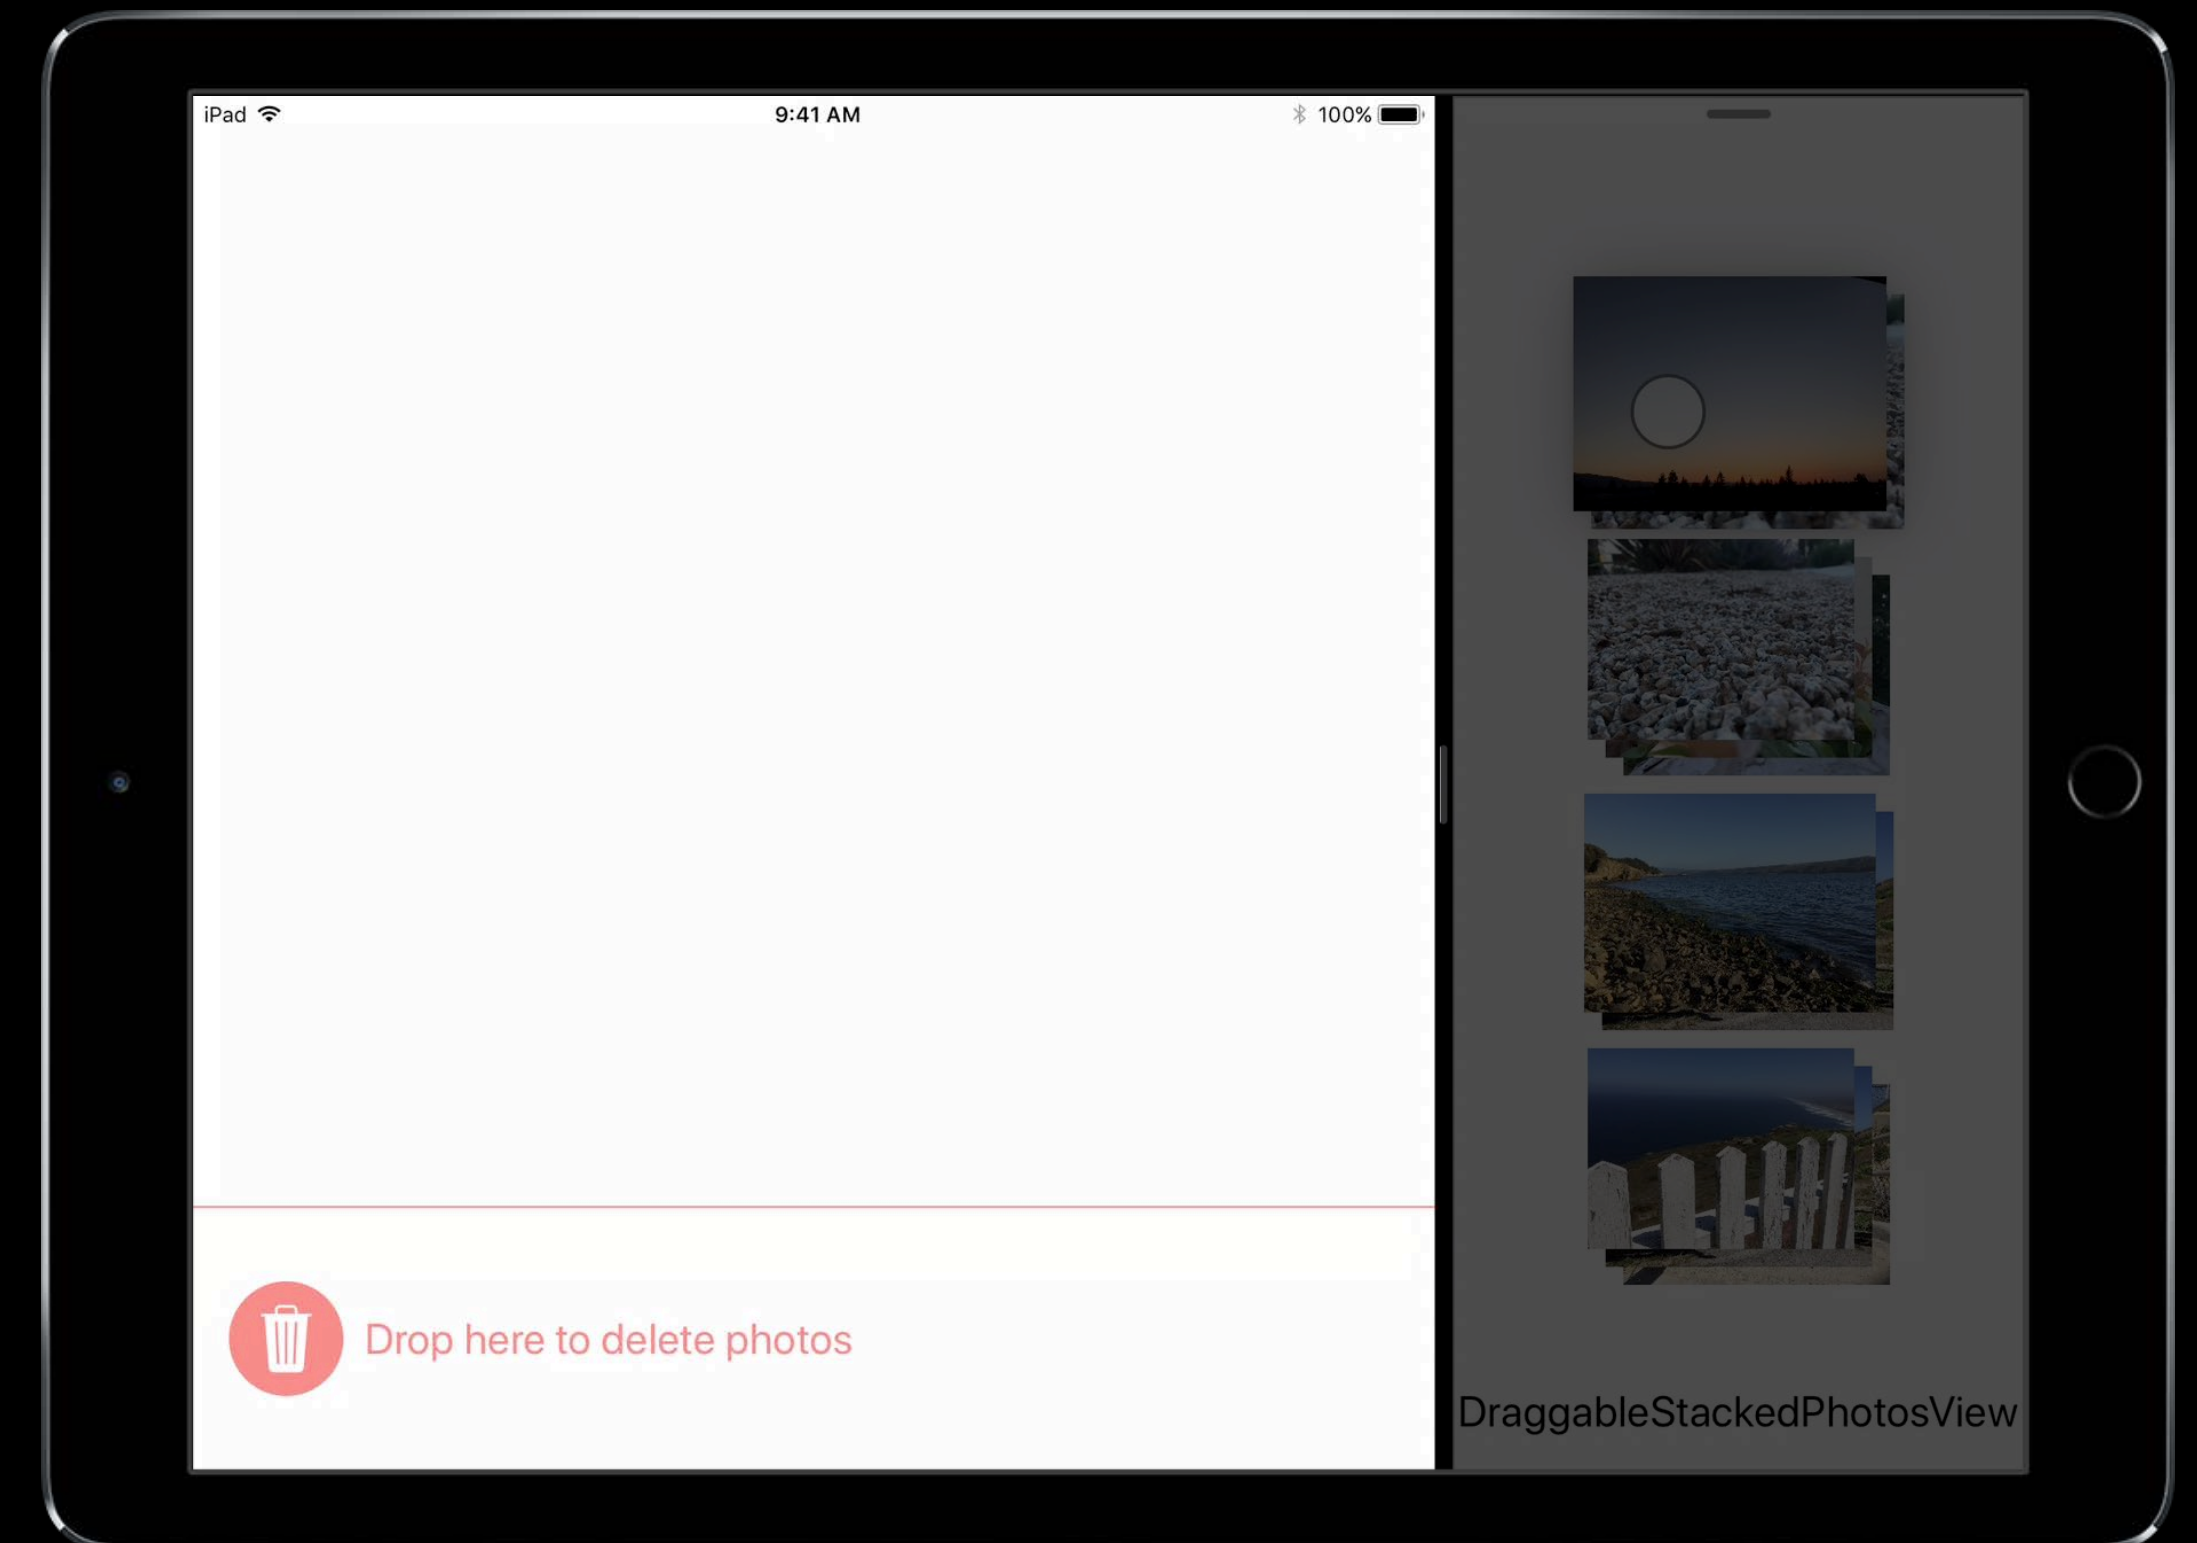 iPad
9:41 AM
100%
Drop here to delete photos
DraggableStackedPhotosView